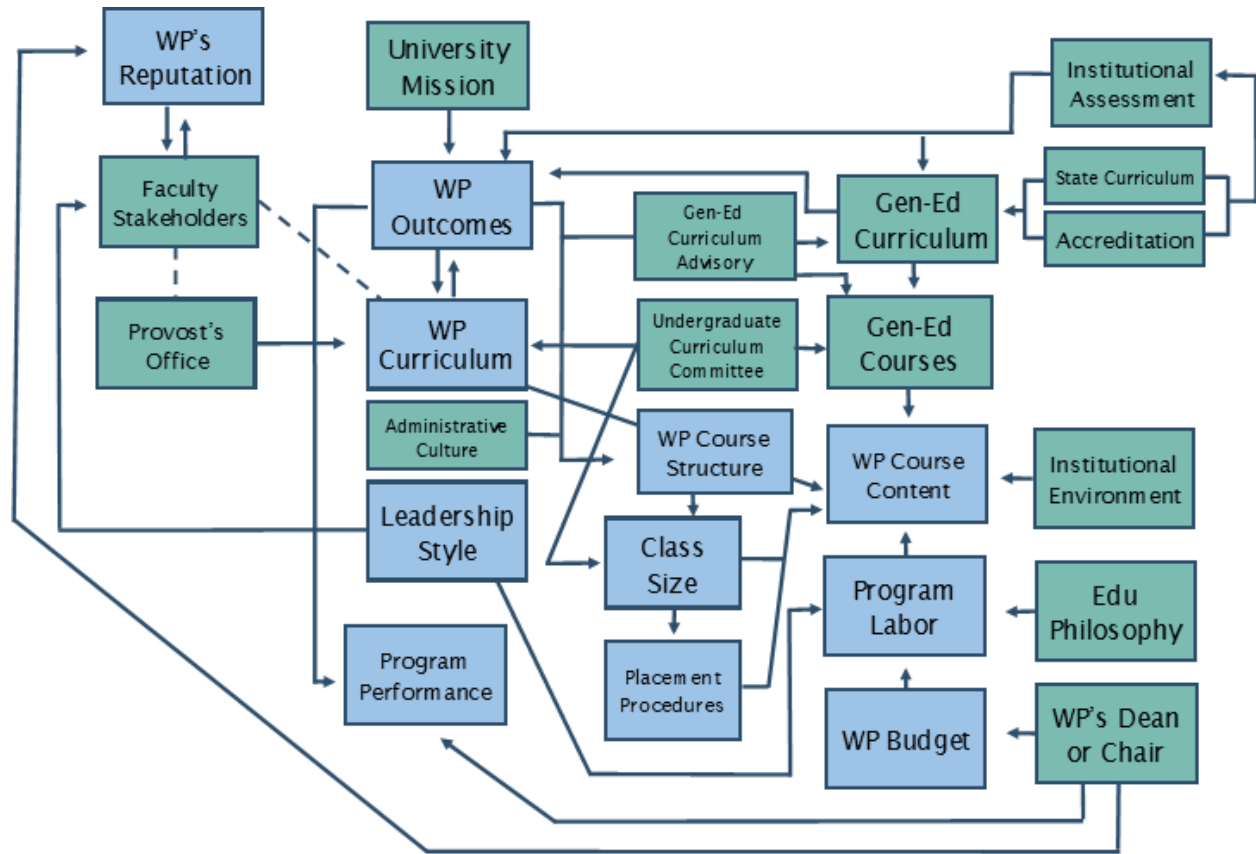 WP's
Reputation
University
Mission
Institutional
Assessment
Faculty
Stakeholders
WP
Outcomes
Gen-Ed
Curriculum
Advisory
Gen-Ed
Curriculum
State Curriculum
Accreditation
Provost's
Office
WP
Curriculum
Undergraduate
Curriculum
Committee
Gen-Ed
Courses
Administrative
Culture
WP Course
Structure
WP Course
Content
Institutional
Environment
Leadership
Style
Class
Size
Program
Labor
Edu
Philosophy
Program
Performance
Placement
Procedures
WP Budget
WP's Dean
or Chair